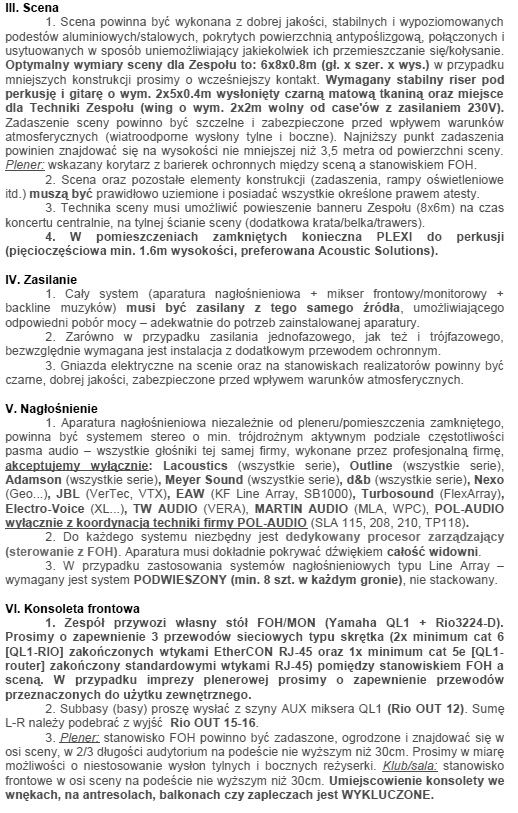 III. Scena
1. Scena powinna być wykonana z dobrej jakości, stabilnych i wypoziomowanych
podestów aluminiowych/stalowych, pokrytych powierzchnią antypoślizgową, połączonych i
usytuowanych w sposób uniemożliwiający jakiekolwiek ich przemieszczanie się/kołysanie.
Optymalny wymiary sceny dla Zespołu to: 6x8x0.8m (gł. x szer. x wys.) w przypadku
mniejszych konstrukcji prosimy o wcześniejszy kontakt. Wymagany stabilny riser pod
perkusję i gitarę o wym. 2x5x0.4m wysłonięty czarną matową tkaniną oraz miejsce
dla Techniki Zespołu (wing o wym. 2x2m wolny od case'ów z zasilaniem 230V).
Zadaszenie sceny powinno być szczelne i zabezpieczone przed wpływem warunków
atmosferycznych (wiatroodporne wysłony tylne i boczne). Najniższy punkt zadaszenia
powinien znajdować się na wysokości nie mniejszej niż 3,5 metra od powierzchni sceny.
Plener: wskazany korytarz z barierek ochronnych między sceną a stanowiskiem FOH.
2. Scena oraz pozostałe elementy konstrukcji (zadaszenia, rampy oświetleniowe
itd.) muszą być prawidłowo uziemione i posiadać wszystkie określone prawem atesty.
3. Technika sceny musi umożliwić powieszenie banneru Zespołu (8x6m) na czas
koncertu centralnie, na tylnej ścianie sceny (dodatkowa krata/belka/trawers).
4. W pomieszczeniach zamkniętych konieczna PLEXI do perkusji
(pięcioczęściowa min. 1.6m wysokości, preferowana Acoustic Solutions).
IV. Zasilanie
1. Cały system (aparatura nagłośnieniowa + mikser frontowy/monitorowy +
backline muzyków) musi być zasilany z tego samego źródła, umożliwiającego
odpowiedni pobór mocy – adekwatnie do potrzeb zainstalowanej aparatury.
2. Zarówno w przypadku zasilania jednofazowego, jak też i trójfazowego,
bezwzględnie wymagana jest instalacja z dodatkowym przewodem ochronnym.
3. Gniazda elektryczne na scenie oraz na stanowiskach realizatorów powinny być
czarne, dobrej jakości, zabezpieczone przed wpływem warunków atmosferycznych.
V. Nagłośnienie
1. Aparatura nagłośnieniowa niezależnie od pleneru/pomieszczenia zamkniętego,
powinna być systemem stereo o min. trójdrożnym aktywnym podziale częstotliwości
pasma audio – wszystkie głośniki tej samej firmy, wykonane przez profesjonalną firmę,
akceptujemy wyłącznie: Lacoustics (wszystkie serie), Outline (wszystkie serie),
Adamson (wszystkie serie), Meyer Sound (wszystkie serie), d&b (wszystkie serie), Nexo
(Geo...), JBL (VerTec, VTX), EAW (KF Line Array, SB1000), Turbosound (FlexArray),
Electro-Voice (XL...), TW AUDIO (VERA), MARTIN AUDIO (MLA, WPC), POL-AUDIO
wyłącznie z koordynacją techniki firmy POL-AUDIO (SLA 115, 208, 210, TP118).
2. Do każdego systemu niezbędny jest dedykowany procesor zarządzający
(sterowanie z FOH). Aparatura musi dokładnie pokrywać dźwiękiem całość widowni.
3. W przypadku zastosowania systemów nagłośnieniowych typu Line Array –
wymagany jest system PODWIESZONY (min. 8 szt. w każdym gronie), nie stackowany.
VI. Konsoleta frontowa
1. Zespół przywozi własny stół FOH/MON (Yamaha QL1 + Rio3224-D).
Prosimy o zapewnienie 3 przewodów sieciowych typu skrętka (2x minimum cat 6
[QL1-RIO] zakończonych wtykami EtherCON RJ-45 oraz 1x minimum cat 5e [QL1-
router] zakończony standardowymi wtykami RJ-45) pomiędzy stanowiskiem FOH a
sceną. W przypadku imprezy plenerowej prosimy o zapewnienie przewodów
przeznaczonych do użytku zewnętrznego.
2. Subbasy (basy) proszę wysłać z szyny AUX miksera QL1 (Rio OUT 12). Sumę
L-R należy podebrać z wyjść Rio OUT 15-16.
3. Plener: stanowisko FOH powinno być zadaszone, ogrodzone i znajdować się w
osi sceny, w 2/3 długości audytorium na podeście nie wyższym niż 30cm. Prosimy w miarę
możliwości o niestosowanie wysłon tylnych i bocznych reżyserki. Klub/sala: stanowisko
frontowe w osi sceny na podeście nie wyższym niż 30cm. Umiejscowienie konsolety we
wnękach, na antresolach, balkonach czy zapleczach jest WYKLUCZONE.